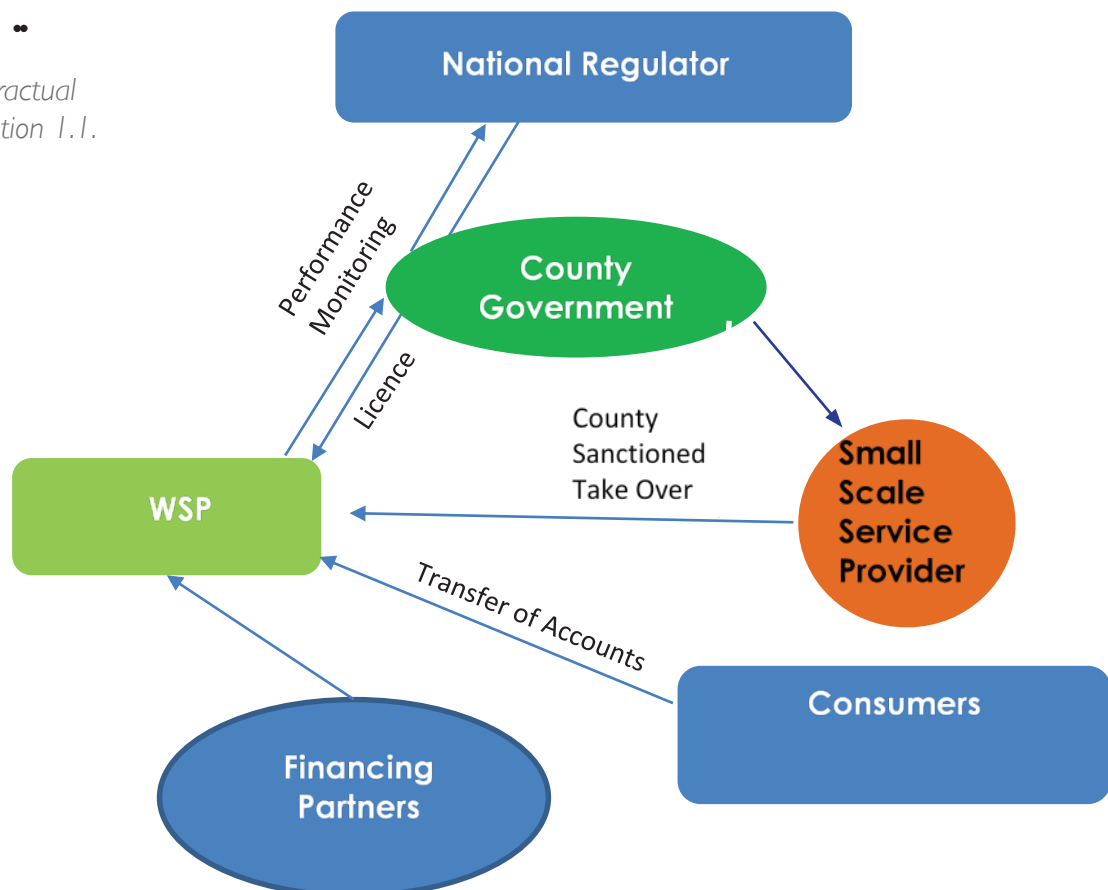 National Regulator
tion 1.1.
Performance
Monitoring
County
Government
Licence
County
Sanctioned
Take Over
Small
Scale
Service
Provider
WSP
Transfer of Accounts
Consumers
Financing
Partners